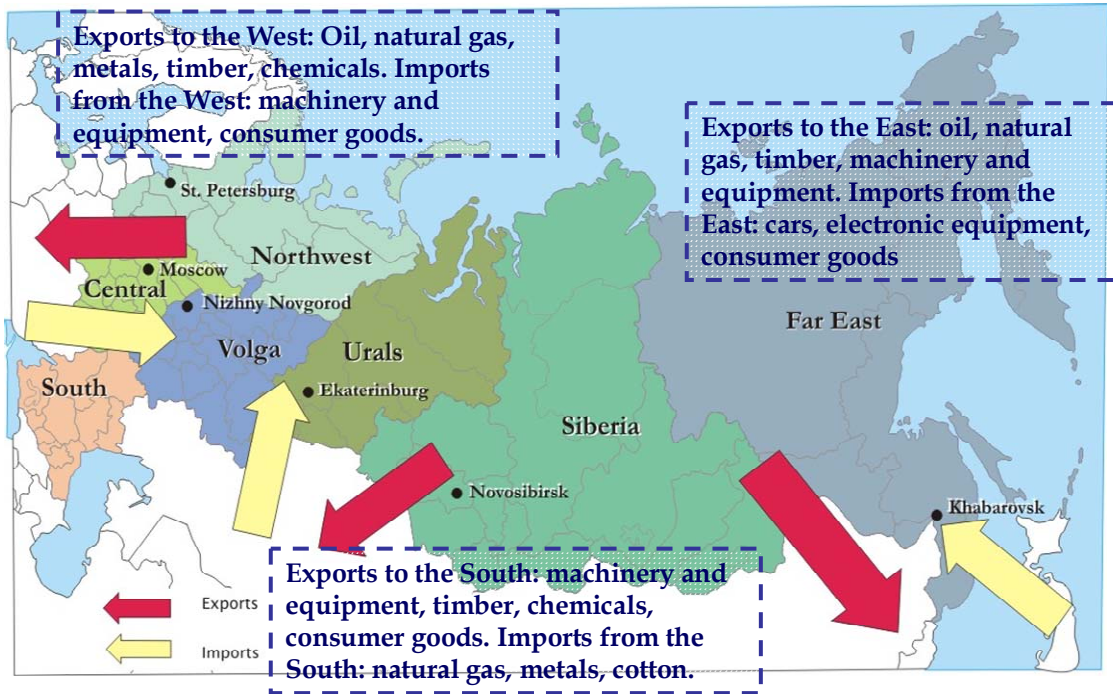 Exports to the West: Oil, natural gas,
metals, timber, chemicals. Imports
from the West: machinery and
equipment, consumer goods.
Exports to the East: oil, natural
gas, timber, machinery and
equipment. Imports from the
East: cars, electronic equipment,
consumer goods
St. Petersburg
Northwest
Moscow
Central
Nizhny Novgorod
Far East
Volga
Urals
South
Ekaterinburg
Siberia
Novosibirsk
Khabarovsk
Exports to the South: machinery and
equipment, timber, chemicals,
consumer goods. Imports from the
South: natural gas, metals, cotton.
Exports
Imports